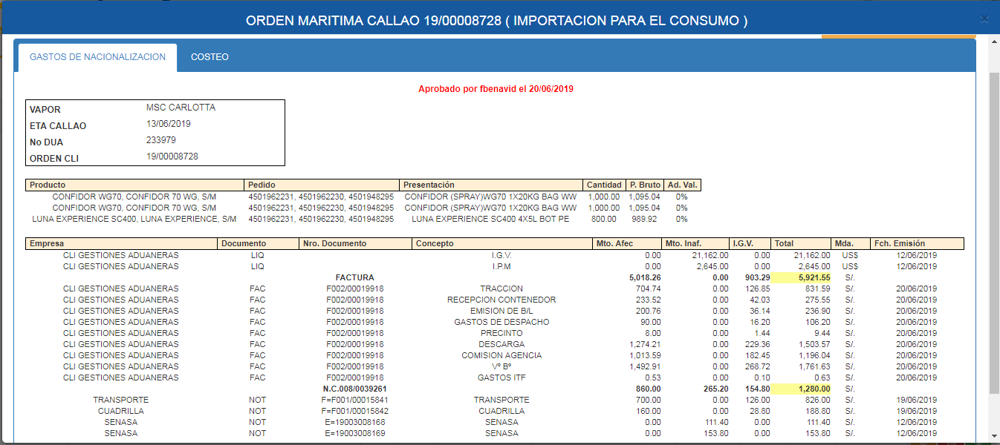 ORDEN MARITIMA CALLAO 19/00008728 ( IMPORTACION PARA EL CONSUMO )
GASTOS DE NACIONALIZACION COSTEO
Aprobado por fbenavid el 20/06/2019
VAPOR MSC CARLOTTA
ETA CALLAO 13/06/2019
No DUA 233979
ORDEN CLI 19/00008728
Producto Pedido Presentación Cantidad P. Bruto Ad. Val.
CONFIDOR WG70, CONFIDOR 70 WG, S/M 4501962231, 4501962230, 4501948295 CONFIDOR (SPRAY)WG70 1X20KG BAG WW 1,000.00 1,095.04 0%
CONFIDOR WG70, CONFIDOR 70 WG, S/M 4501962231, 4501962230, 4501948295 CONFIDOR (SPRAY)WG70 1X20KG BAG WW 1,000.00 1,095.04 0%
LUNA EXPERIENCE SC400, LUNA EXPERIENCE, S/M 4501962231, 4501962230, 4501948295 LUNA EXPERIENCE SC400 4X5L BOT PE 800.00 989.92 0%
Empresa Documento Nro. Documento Concepto Mto. Afec Mto. Inaf. I.G.V. Total Mda. Fch. Emisión
CLI GESTIONES ADUANERAS LIQ I.G.V. 0.00 21,162.00 0.00 21,162.00 US$ 12/06/2019
CLI GESTIONES ADUANERAS LIQ I.P.M 0.00 2,645.00 0.00 2,645.00 US$ 12/06/2019
FACTURA 5,018.26 0.00 903.29 5,921.55 S/.
CLI GESTIONES ADUANERAS FAC F002/00019918 TRACCION 704.74 0.00 126.85 831.59 S/. 20/06/2019
CLI GESTIONES ADUANERAS FAC F002/00019918 RECEPCION CONTENEDOR 233.52 0.00 42.03 275.55 S/. 20/06/2019
CLI GESTIONES ADUANERAS FAC F002/00019918 EMISION DE B/L 200.76 0.00 36.14 236.90 S/. 20/06/2019
CLI GESTIONES ADUANERAS FAC F002/00019918 GASTOS DE DESPACHO 90.00 0.00 16.20 106.20 S/. 20/06/2019
CLI GESTIONES ADUANERAS FAC F002/00019918 PRECINTO 8.00 0.00 1.44 9.44 S/. 20/06/2019
CLI GESTIONES ADUANERAS FAC F002/00019918 DESCARGA 1,274.21 0.00 229.36 1,503.57 S/. 20/06/2019
CLI GESTIONES ADUANERAS FAC F002/00019918 COMISION AGENCIA 1,013.59 0.00 182.45 1,196.04 S/. 20/06/2019
CLI GESTIONES ADUANERAS FAC F002/00019918 Vº Bº 1,492.91 0.00 268.72 1,761.63 S/. 20/06/2019
CLI GESTIONES ADUANERAS FAC F002/00019918 GASTOS ITF 0.53 0.00 0.10 0.63 S/. 20/06/2019
N.C.008/0039261 860.00 265.20 154.80 1,280.00 S/.
TRANSPORTE NOT F=F001/00015841 TRANSPORTE 700.00 0.00 126.00 826.00 S/. 19/06/2019
CUADRILLA NOT F=F001/00015842 CUADRILLA 160.00 0.00 28.80 188.80 S/. 19/06/2019
SENASA NOT E=19003008168 SENASA 0.00 111.40 0.00 111.40 S/. 12/06/2019
SENASA NOT E=19003008169 SENASA 0.00 153.80 0.00 153.80 S/. 12/06/2019